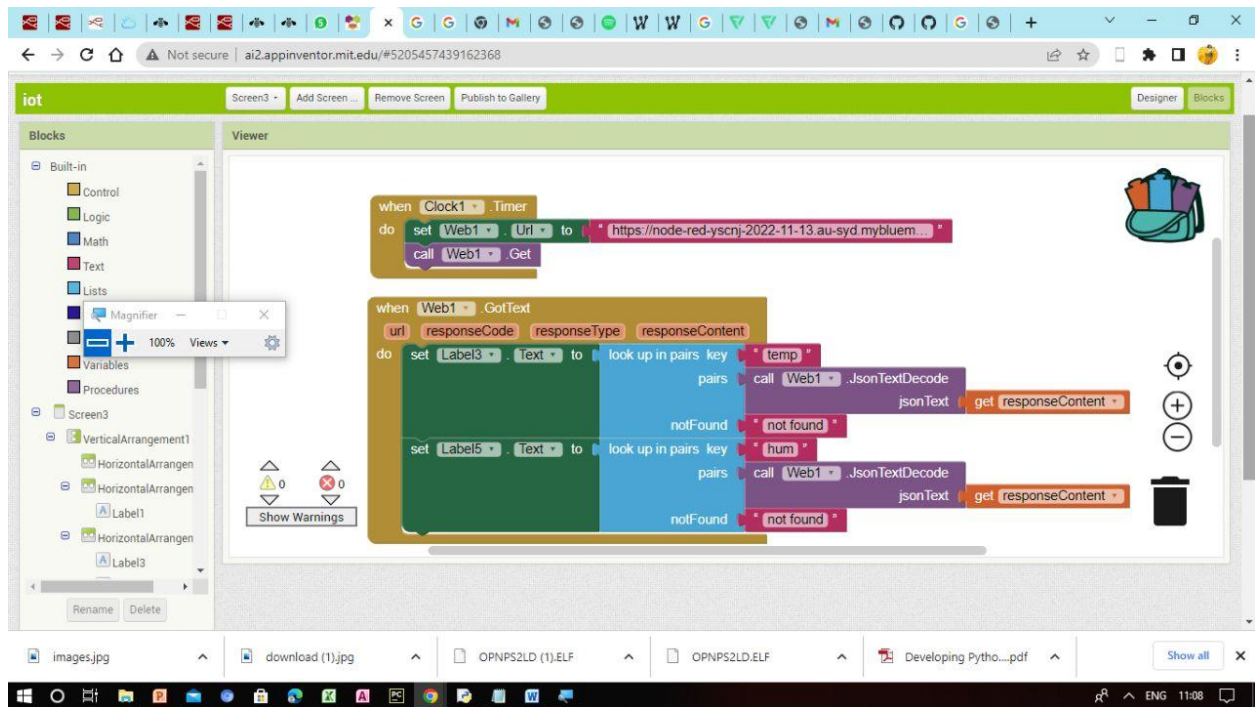 Not secure | ai2.appinventor.mit.edu/#5205457439162368
iot
Screen3
Add Screen ...
Remove Screen
Publish to Gallery
Designer
Blocks
Blocks
Viewer
Built-in
Control
Logic
Math
Text
Lists
Magnifier
100%
Views
Variables
Procedures
Screen3
VerticalArrangement1
HorizontalArrangen
HorizontalArrangen
Label1
HorizontalArrangen
Label3
Rename
Delete
when Clock1 .Timer
do set Web1 . Url to " https://node-red-yscnj-2022-11-13.au-syd.mybluem... "
call Web1 .Get
when Web1 .GotText
url responseCode responseType responseContent
do set Label3 . Text to look up in pairs key " temp "
pairs call Web1 .JsonTextDecode
jsonText get responseContent
notFound " not found "
set Label5 . Text to look up in pairs key " hum "
pairs call Web1 .JsonTextDecode
jsonText get responseContent
notFound " not found "
0
0
Show Warnings
images.jpg
download (1).jpg
OPNPS2LD (1).ELF
OPNPS2LD.ELF
Developing Pytho....pdf
Show all
ENG 11:08